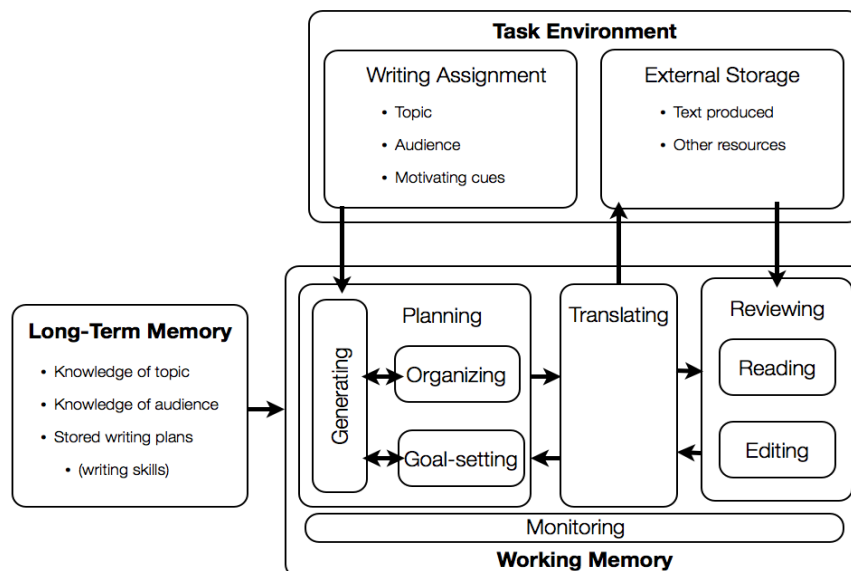 Task Environment
Writing Assignment
• Topic
• Audience
• Motivating cues
External Storage
• Text produced
• Other resources
Long-Term Memory
• Knowledge of topic
• Knowledge of audience
• Stored writing plans
• (writing skills)
Planning
Generating
Organizing
Goal-setting
Translating
Reviewing
Reading
Editing
Monitoring
Working Memory